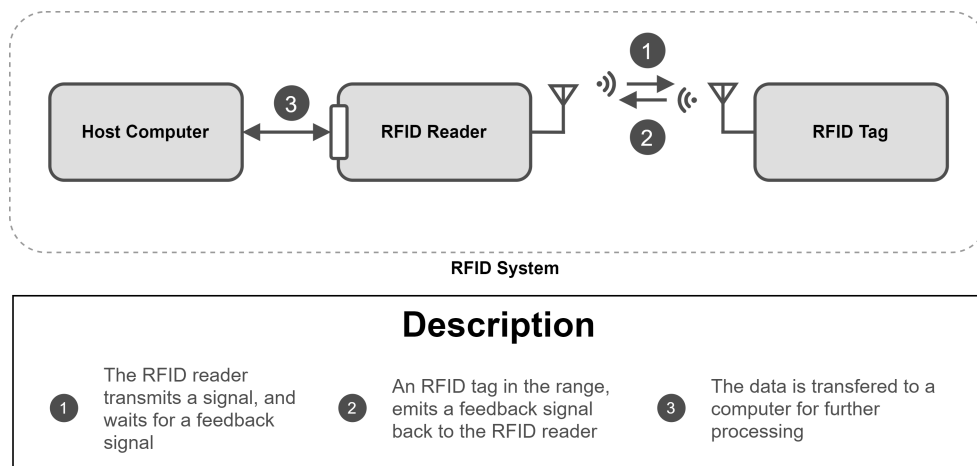 1
3
Host Computer
RFID Reader
RFID Tag
2
RFID System
Description
1
The RFID reader
transmits a signal, and
waits for a feedback
signal
2
An RFID tag in the range,
emits a feedback signal
back to the RFID reader
3
The data is transfered to a
computer for further
processing